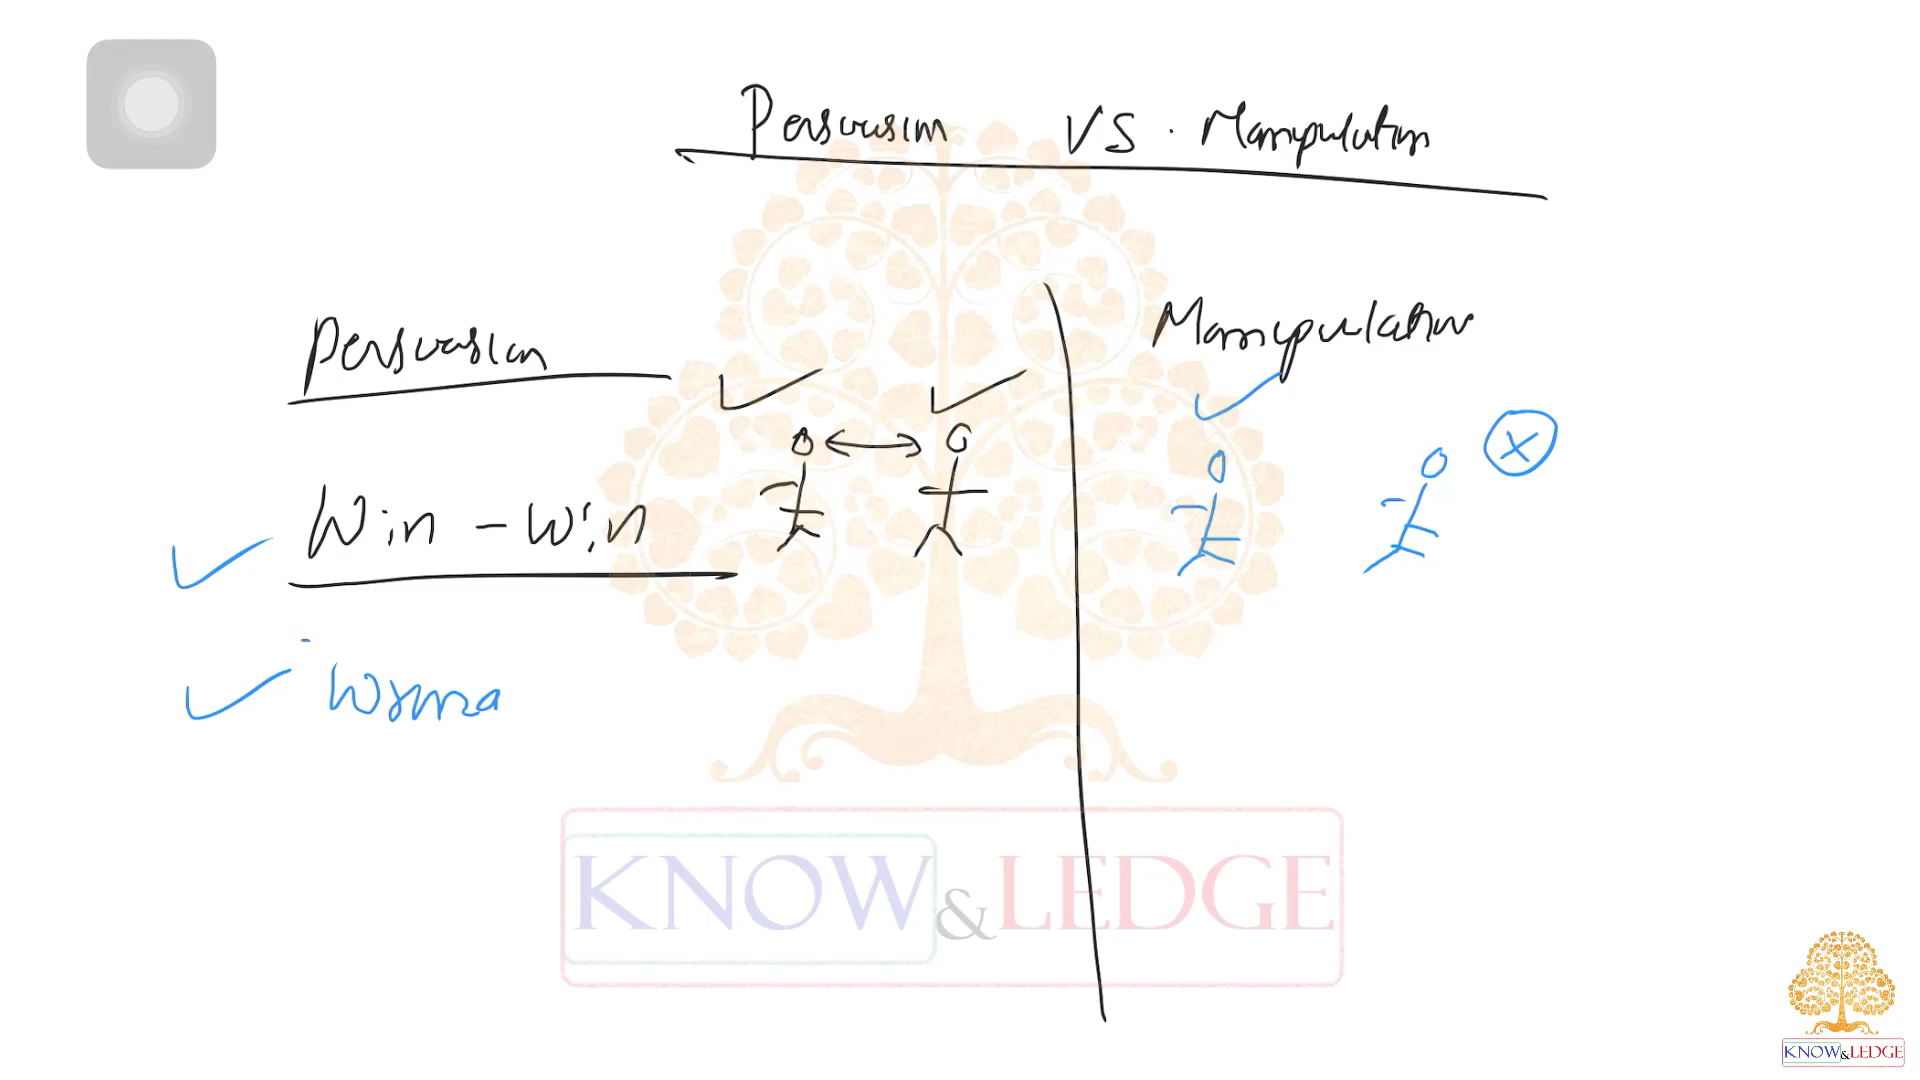 Persuasion VS. Manipulation
Persuasion
Manipulation
Win-Win
KNOW&LEDGE
KNOW&LEDGE